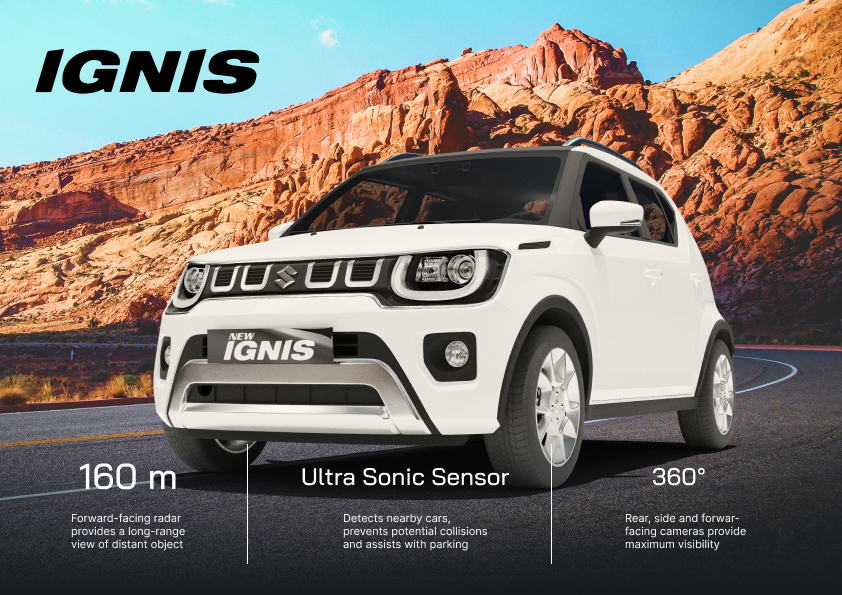 IGNIS
NEW
IGNIS
160 m
Forward-facing radar
provides a long-range
view of distant object
Ultra Sonic Sensor
Detects nearby cars,
prevents potential collisions
and assists with parking
360°
Rear, side and forwar-
facing cameras provide
maximum visibility